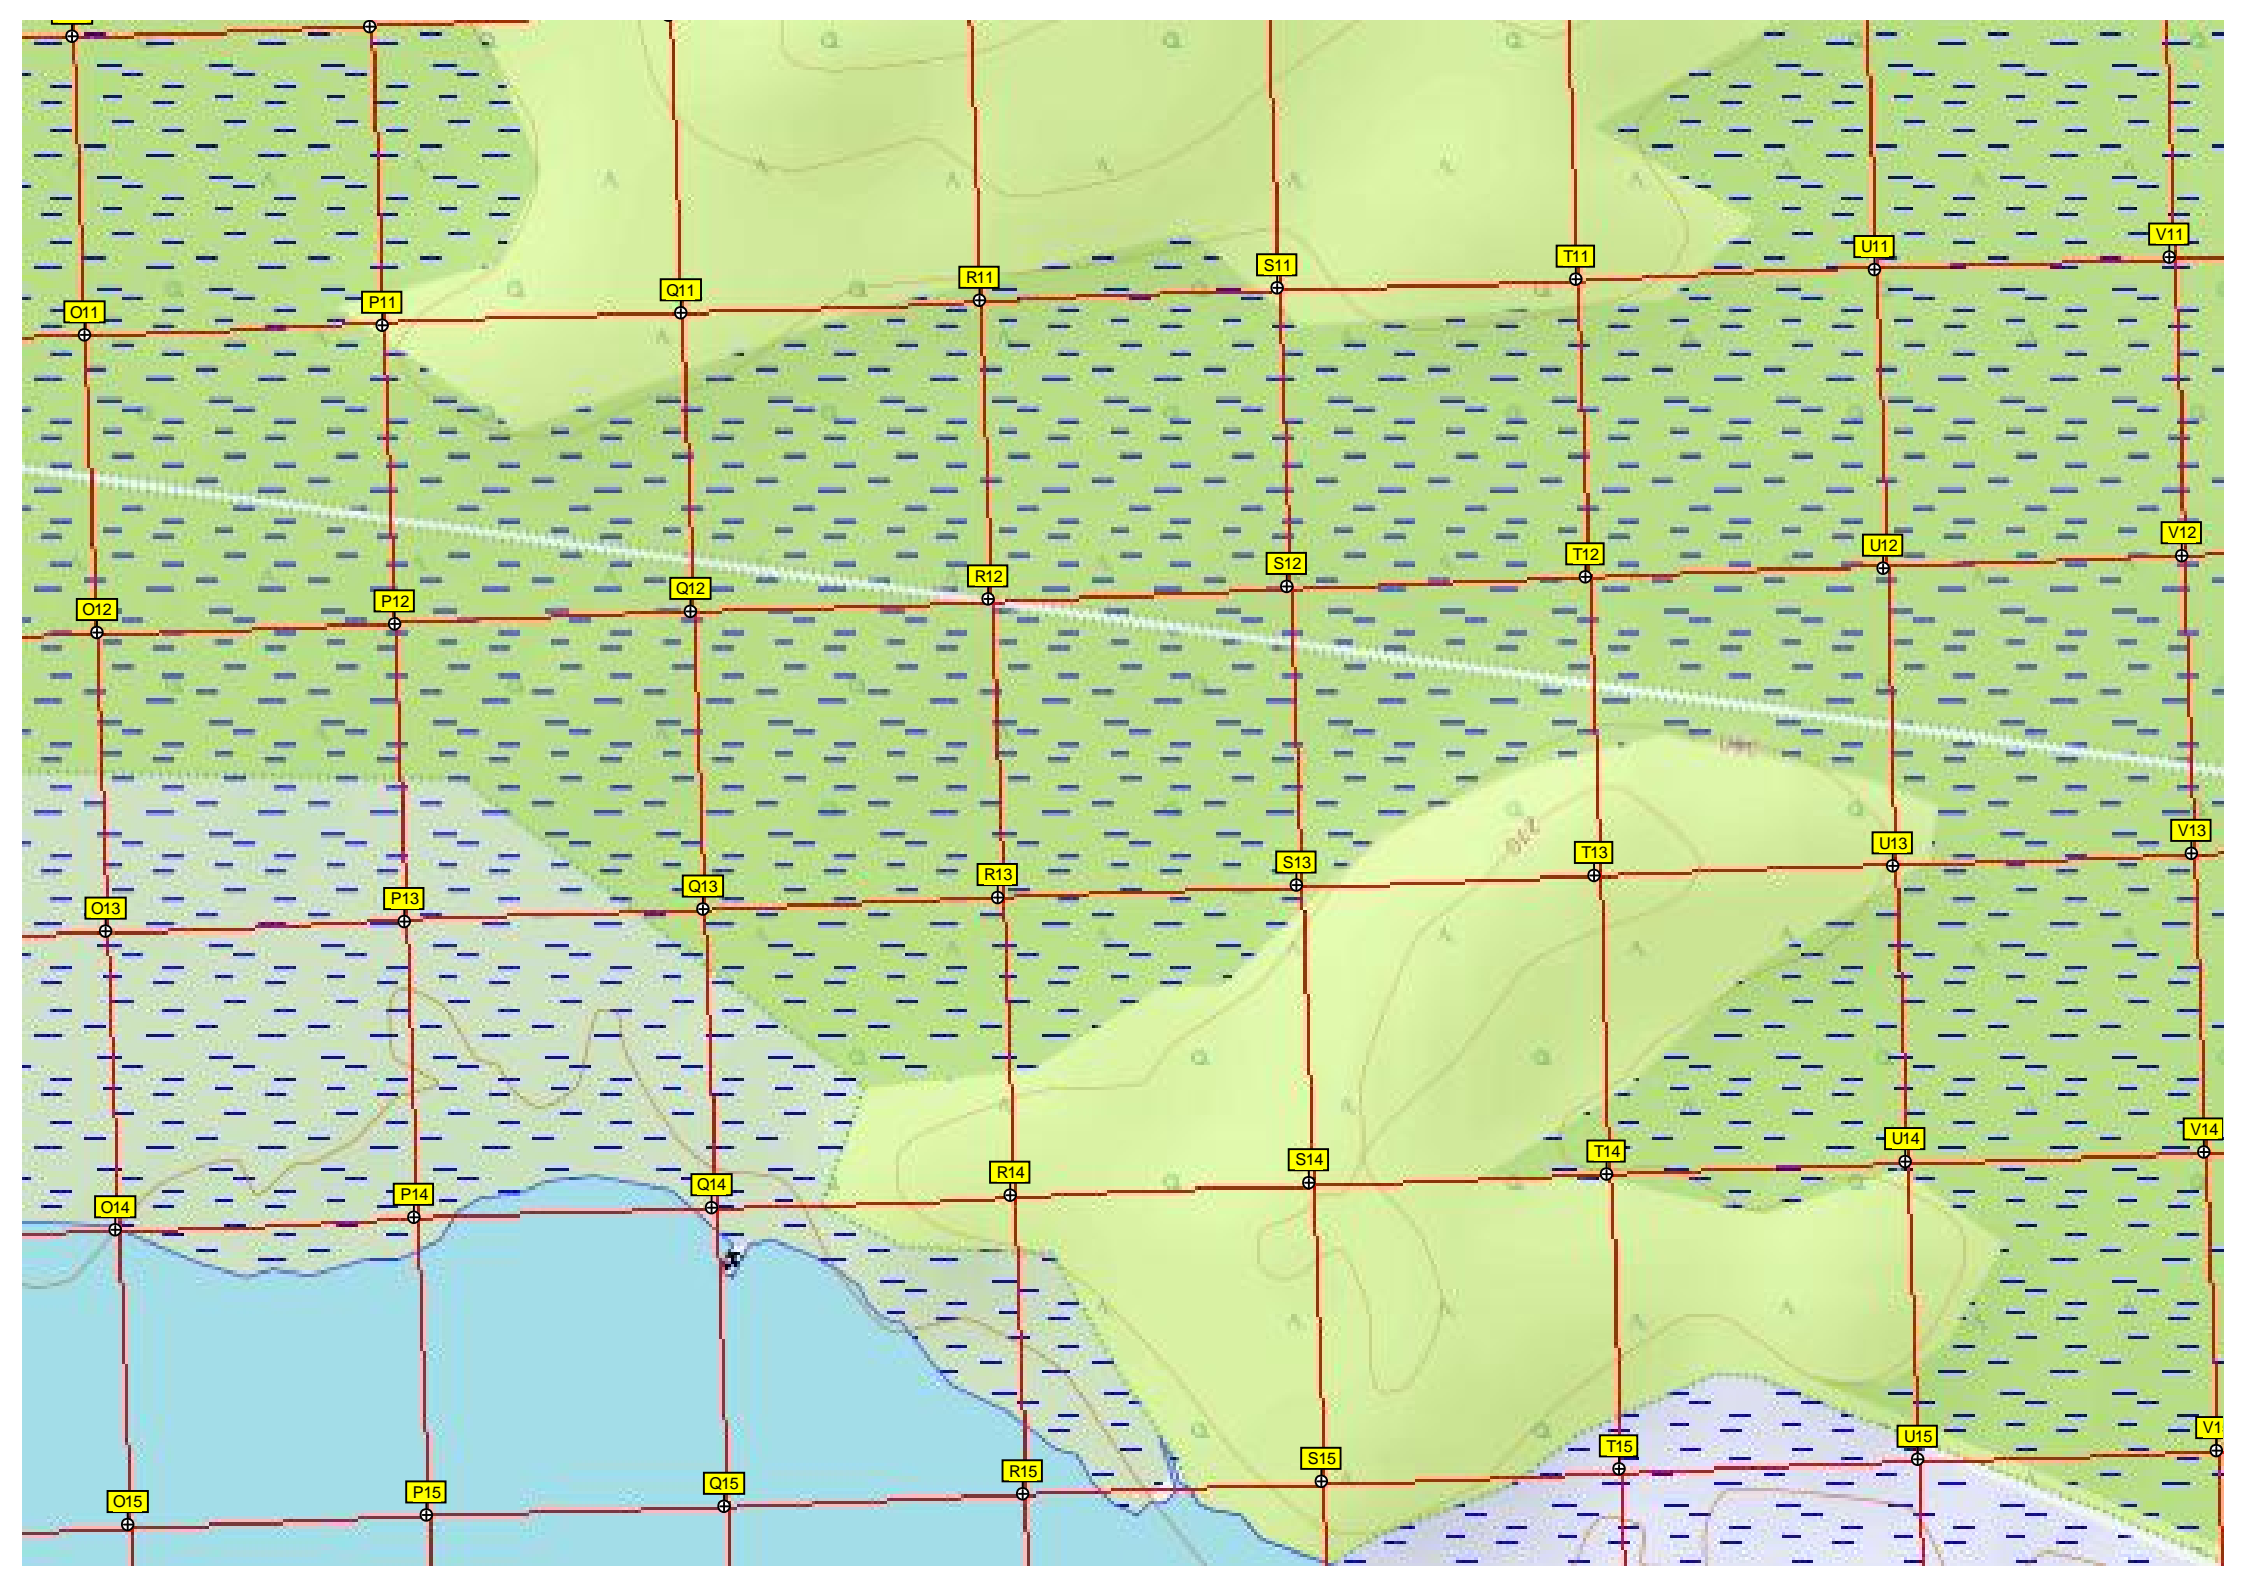 O11 P11 Q11 R11 S11 T11 U11 V11
O12 P12 Q12 R12 S12 T12 U12 V12
O13 P13 Q13 R13 S13 T13 U13 V13
O14 P14 Q14 R14 S14 T14 U14 V14
O15 P15 Q15 R15 S15 T15 U15 V1